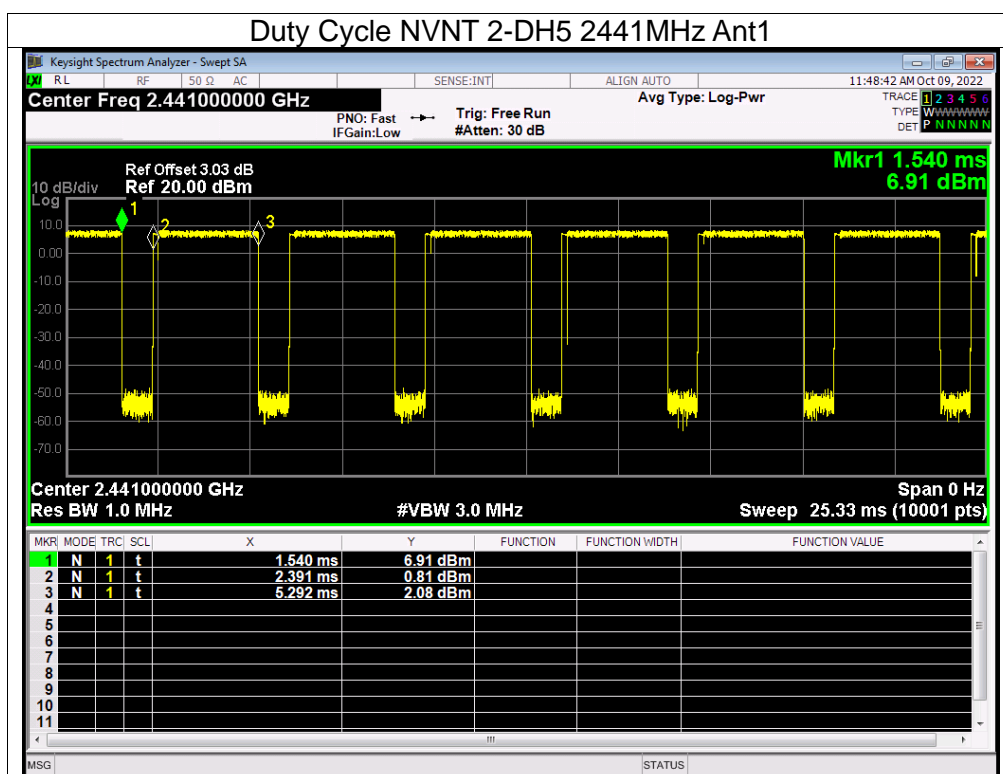 Duty Cycle NVNT 2-DH5 2441MHz Ant1
Keysight Spectrum Analyzer - Swept SA
LXI RL RF 50 Ω AC SENSE:INT ALIGN AUTO 11:48:42 AM Oct 09, 2022
Center Freq 2.441000000 GHz Avg Type: Log-Pwr TRACE 1 2 3 4 5 6
PNO: Fast Trig: Free Run TYPE WWWWWW
IFGain:Low #Atten: 30 dB DET P N N N N N
Mkr1 1.540 ms
6.91 dBm
Ref Offset 3.03 dB
10 dB/div Ref 20.00 dBm
Log
1
2
3
10.0
0.00
-10.0
-20.0
-30.0
-40.0
-50.0
-60.0
-70.0
Center 2.441000000 GHz Span 0 Hz
Res BW 1.0 MHz #VBW 3.0 MHz Sweep 25.33 ms (10001 pts)
MKR MODE TRC SCL X Y FUNCTION FUNCTION WIDTH FUNCTION VALUE
1 N 1 t 1.540 ms 6.91 dBm
2 N 1 t 2.391 ms 0.81 dBm
3 N 1 t 5.292 ms 2.08 dBm
4
5
6
7
8
9
10
11
MSG STATUS